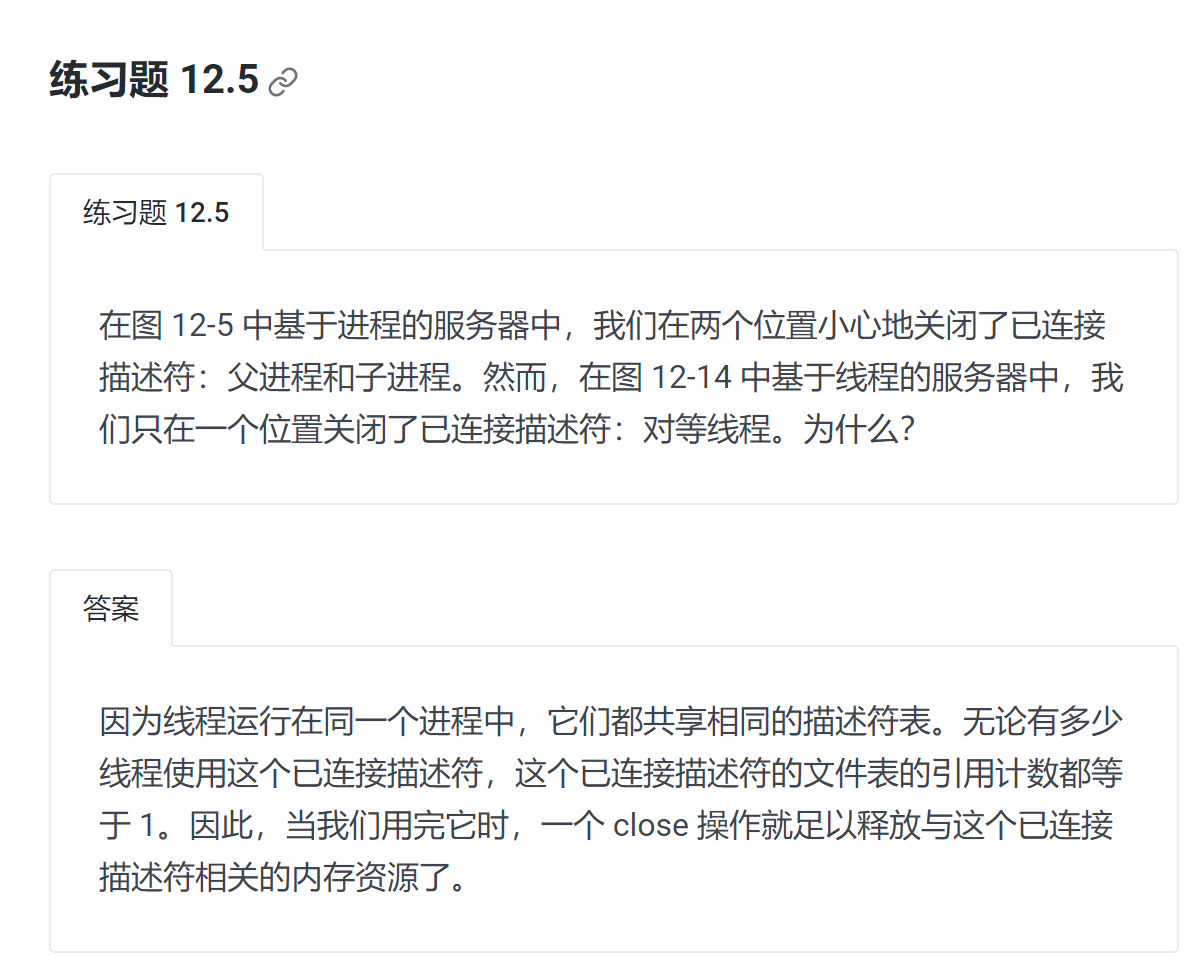 练习题 12.5
练习题 12.5
在图 12-5 中基于进程的服务器中，我们在两个位置小心地关闭了已连接
描述符：父进程和子进程。然而，在图 12-14 中基于线程的服务器中，我
们只在一个位置关闭了已连接描述符：对等线程。为什么？
答案
因为线程运行在同一个进程中，它们都共享相同的描述符表。无论有多少
线程使用这个已连接描述符，这个已连接描述符的文件表的引用计数都等
于 1。因此，当我们用完它时，一个 close 操作就足以释放与这个已连接
描述符相关的内存资源了。